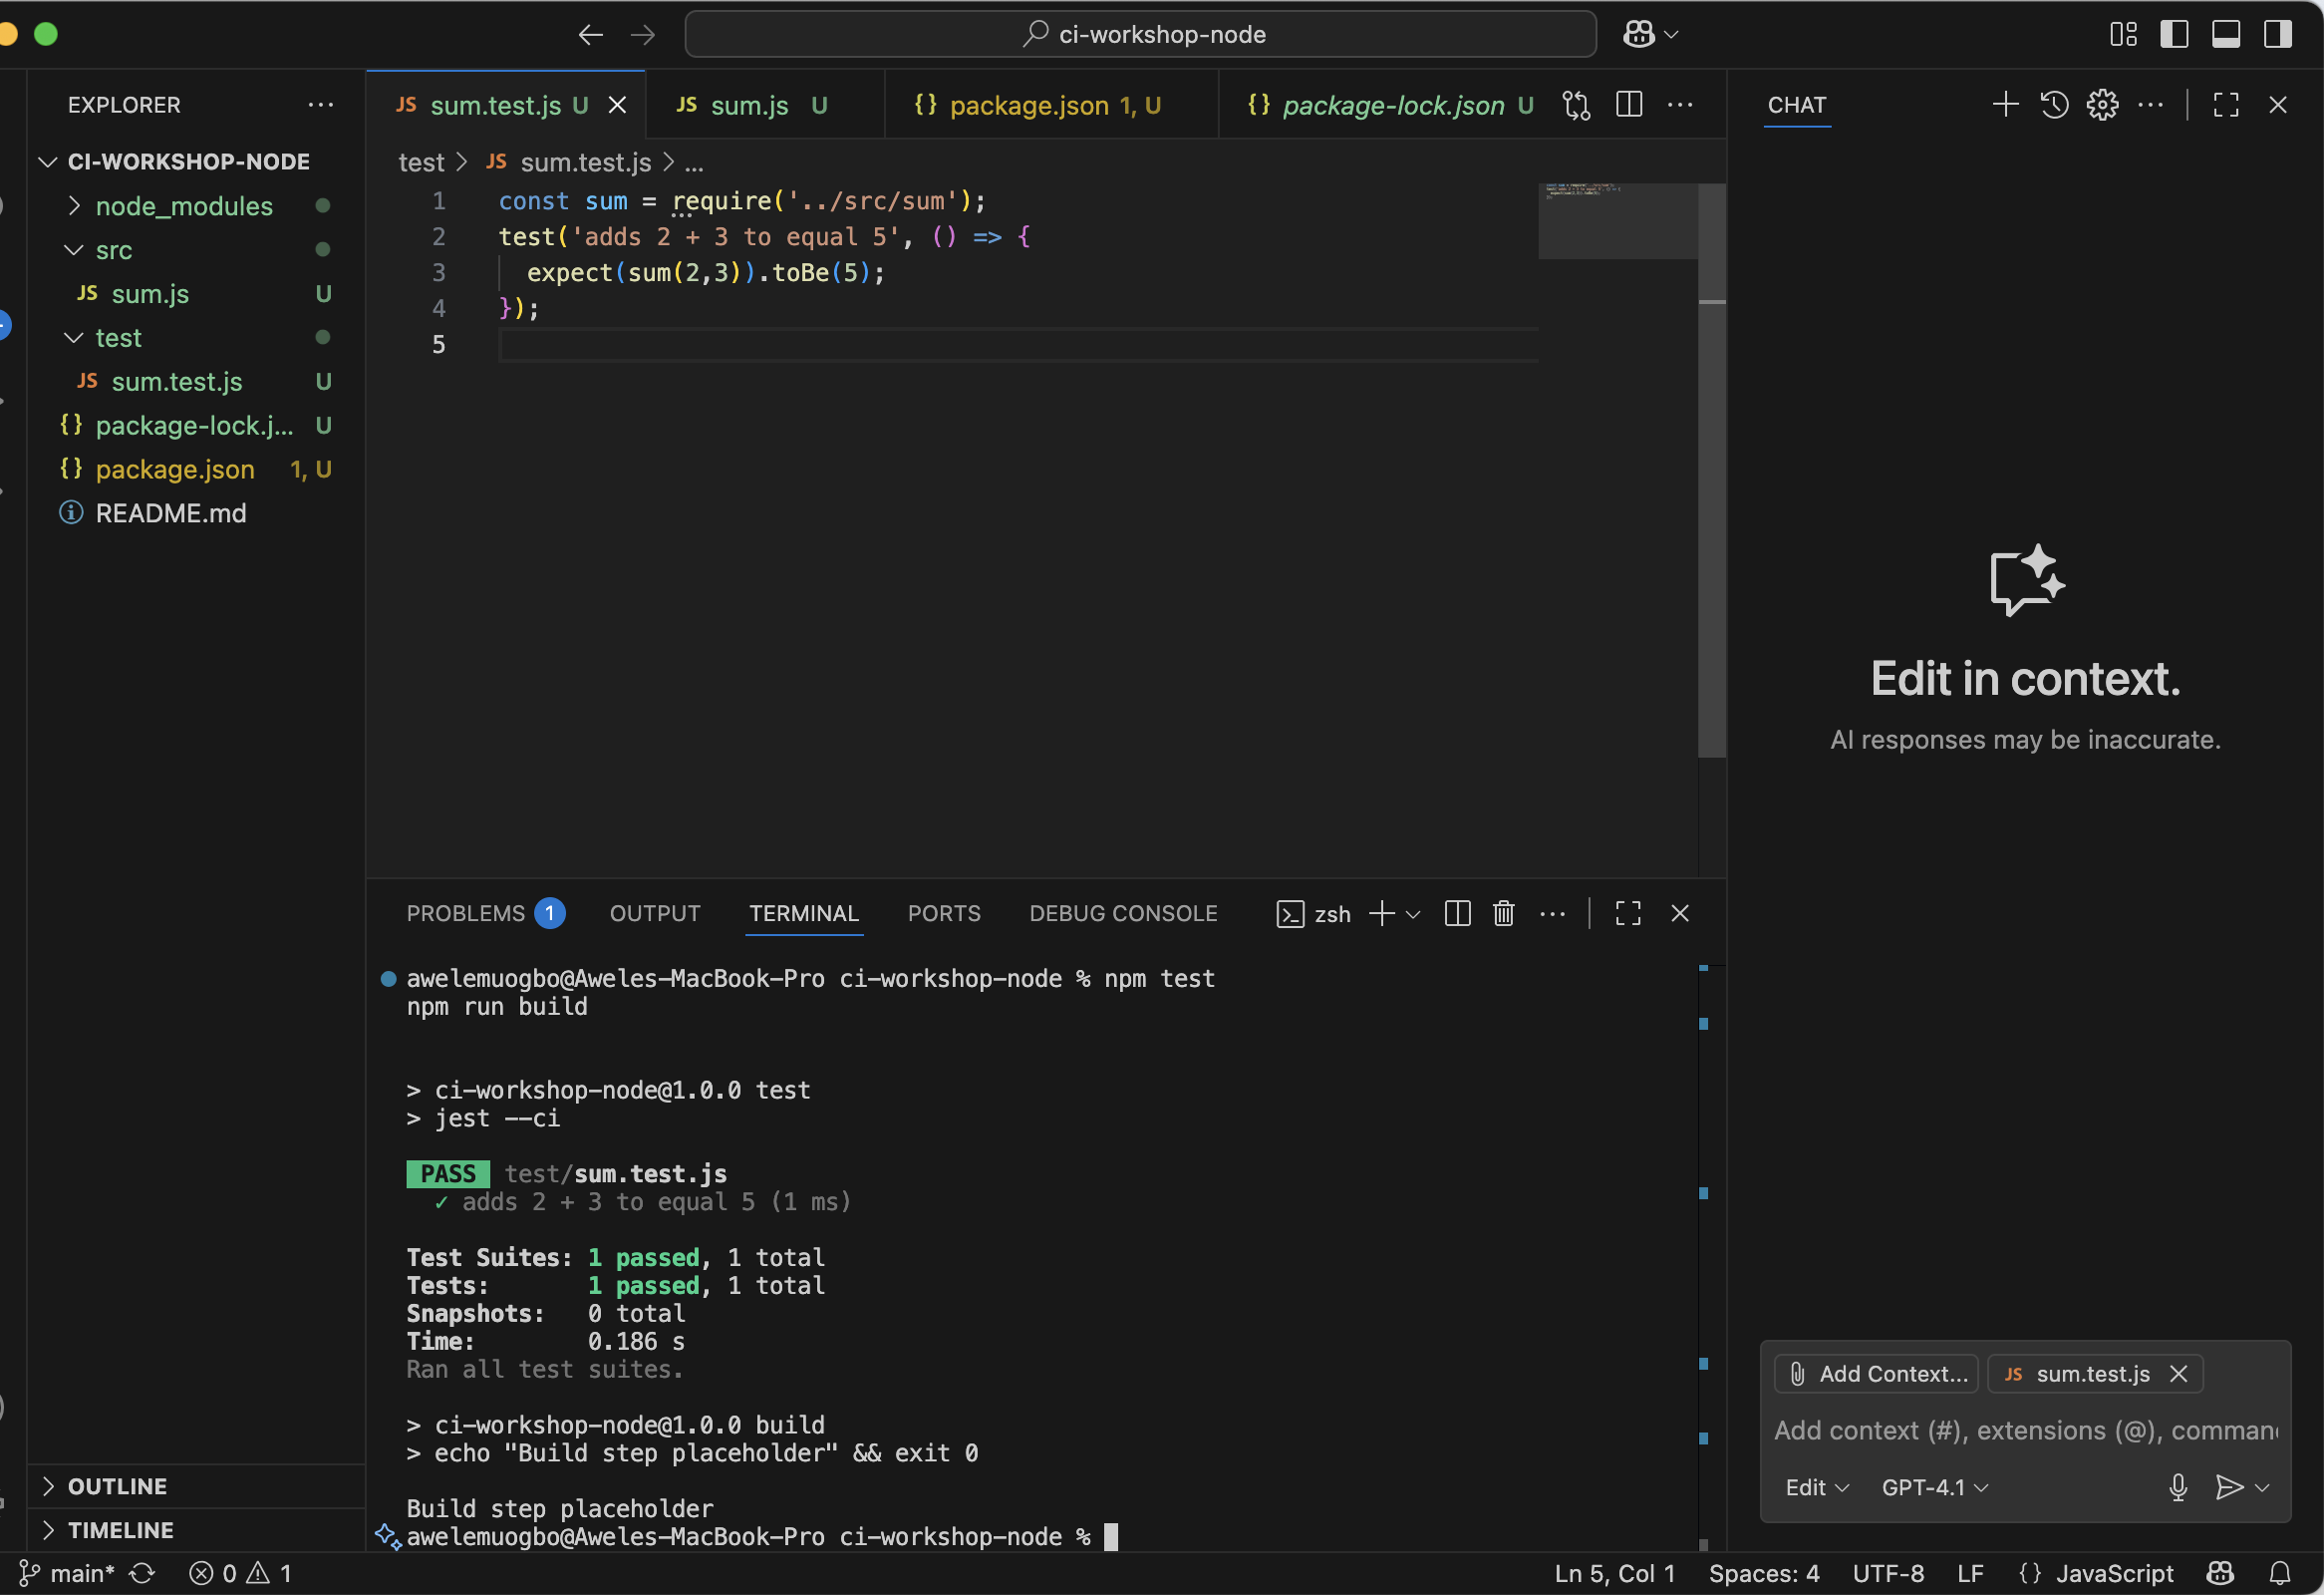 ci-workshop-node
EXPLORER
CI-WORKSHOP-NODE
node_modules
src
JS sum.js U
test
JS sum.test.js U
{} package-lock.j... U
{} package.json 1, U
README.md
OUTLINE
TIMELINE
JS sum.test.js U
JS sum.js U
{} package.json 1, U
{} package-lock.json U
test > JS sum.test.js > ...
1 const sum = require('../src/sum');
2 test('adds 2 + 3 to equal 5', () => {
3 expect(sum(2,3)).toBe(5);
4 });
5
PROBLEMS 1
OUTPUT
TERMINAL
PORTS
DEBUG CONSOLE
zsh
awelemuogbo@Aweles-MacBook-Pro ci-workshop-node % npm test
npm run build
> ci-workshop-node@1.0.0 test
> jest --ci
PASS test/sum.test.js
✓ adds 2 + 3 to equal 5 (1 ms)
Test Suites: 1 passed, 1 total
Tests: 1 passed, 1 total
Snapshots: 0 total
Time: 0.186 s
Ran all test suites.
> ci-workshop-node@1.0.0 build
> echo "Build step placeholder" && exit 0
Build step placeholder
awelemuogbo@Aweles-MacBook-Pro ci-workshop-node %
CHAT
Edit in context.
AI responses may be inaccurate.
Add Context...
JS sum.test.js
Add context (#), extensions (@), comman
Edit
GPT-4.1
main*
0
1
Ln 5, Col 1
Spaces: 4
UTF-8
LF
{} JavaScript